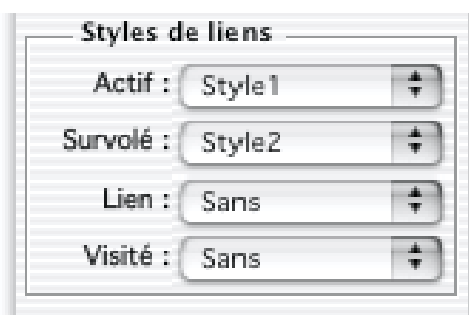 Styles de liens
Actif : Style1
Survolé : Style2
Lien : Sans
Visité : Sans